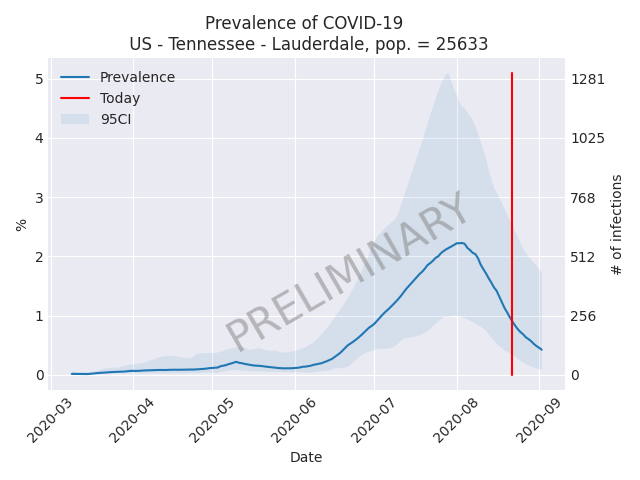 Prevalence of COVID-19
US - Tennessee - Lauderdale, pop. = 25633
Prevalence
Today
95CI
5
4
3
2
1
0
%
1281
1025
768
512
256
0
# of infections
PRELIMINARY
2020-03
2020-04
2020-05
2020-06
2020-07
2020-08
2020-09
Date